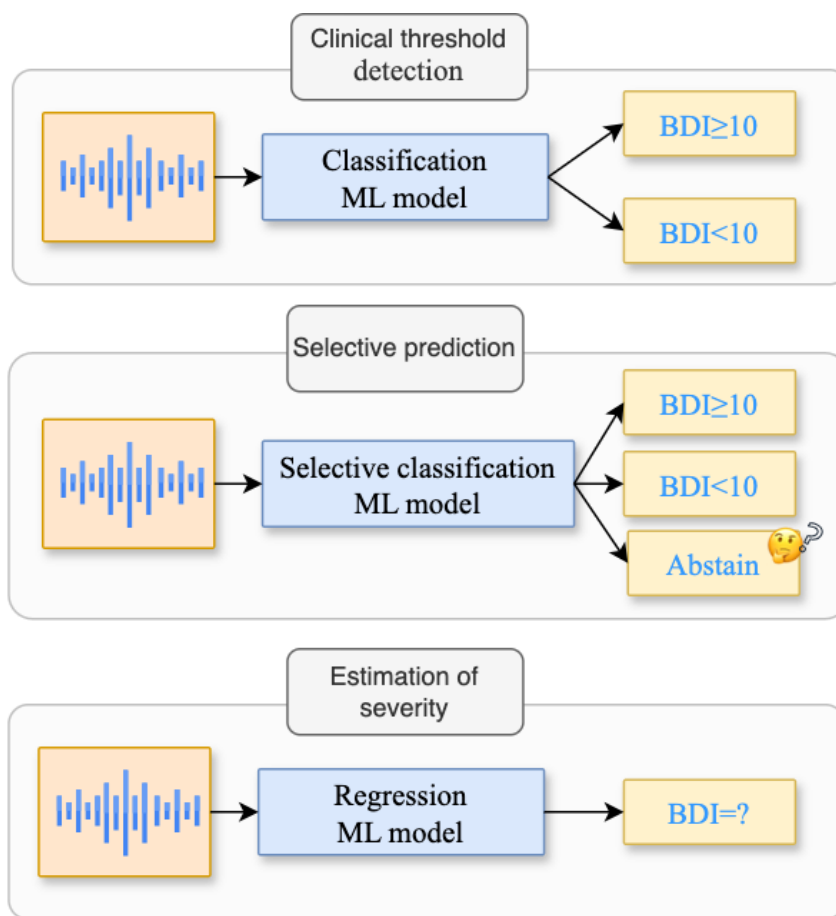 Clinical threshold
detection
Classification
ML model
BDI≥10
BDI<10
Selective prediction
Selective classification
ML model
BDI≥10
BDI<10
Abstain
?
Estimation of
severity
Regression
ML model
BDI=?